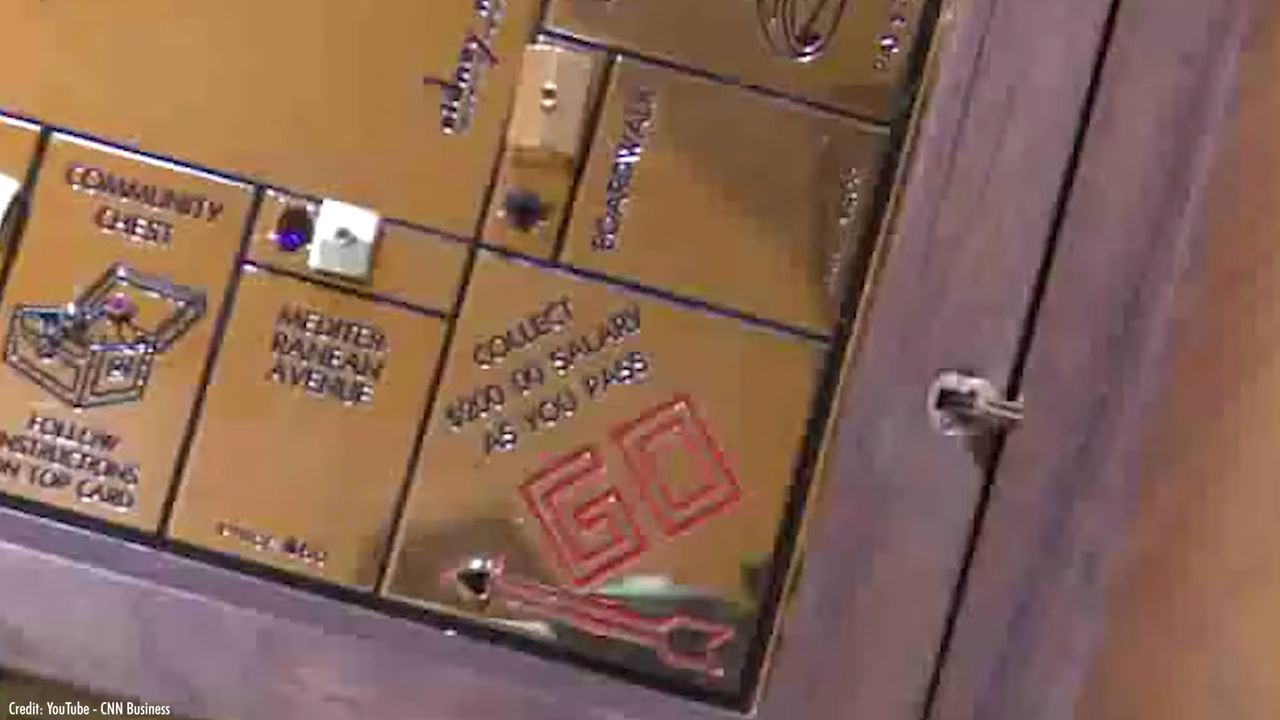 COMMUNITY
CHEST
FOLLOW
INSTRUCTIONS
ON TOP CARD
MEDITER-
RANEAN
AVENUE
BOARDWALK
COLLECT
$200.00 SALARY
AS YOU PASS
GO
Credit: YouTube - CNN Business